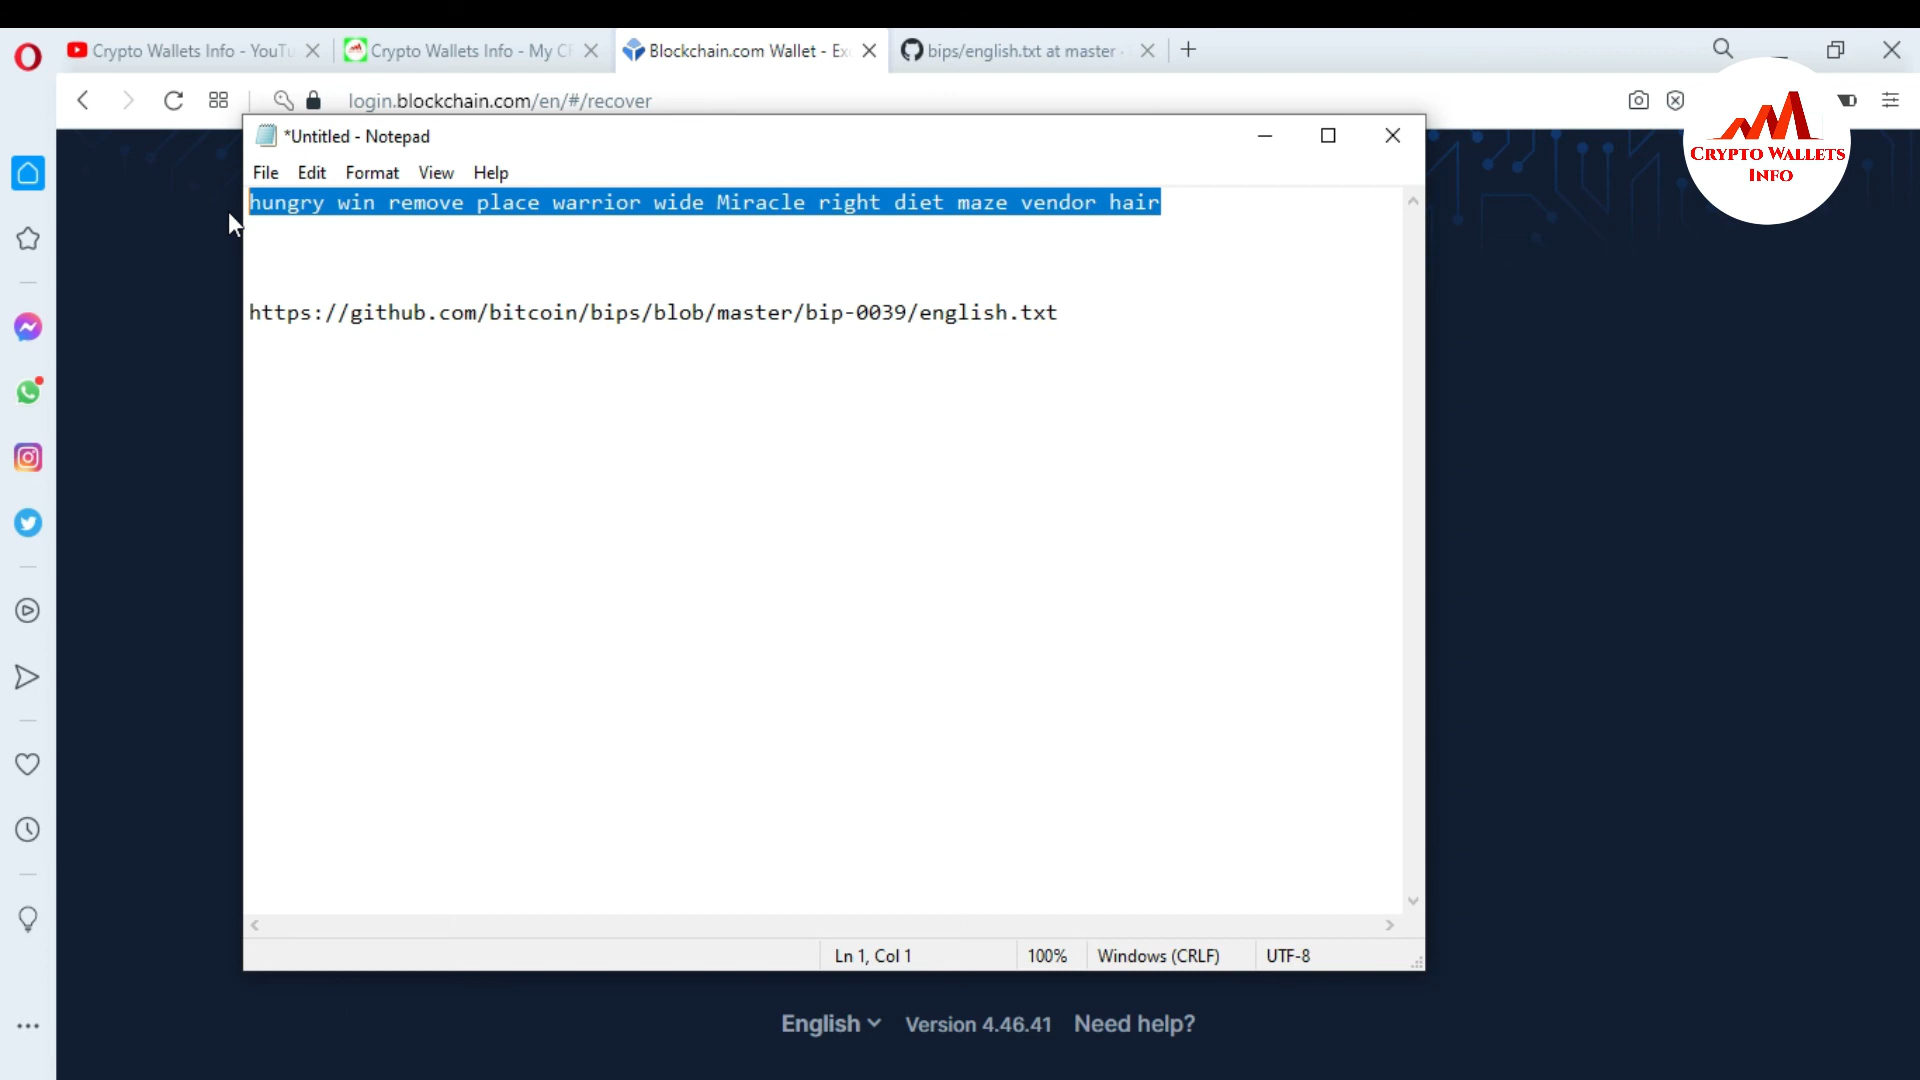 Crypto Wallets Info - YouTu
Crypto Wallets Info - My Cr
Blockchain.com Wallet - Ex
bips/english.txt at master ·
login.blockchain.com/en/#/recover
CRYPTO WALLETS
INFO
*Untitled - Notepad
File Edit Format View Help
hungry win remove place warrior wide Miracle right diet maze vendor hair
https://github.com/bitcoin/bips/blob/master/bip-0039/english.txt
Ln 1, Col 1
100%
Windows (CRLF)
UTF-8
English
Version 4.46.41
Need help?